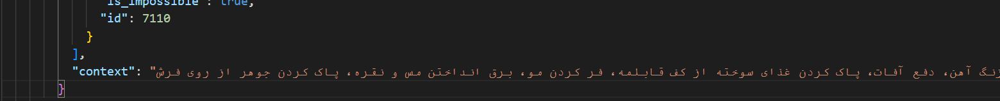 "is_impossible": true,
"id": 7110
}
],
"context": "زنگ آهن، دفع آفات، پاک کردن غذای سوخته از کف قابلمه، فر کردن مو، برق انداختن مس و نقره، پاک کردن جوهر از روی فرش
}